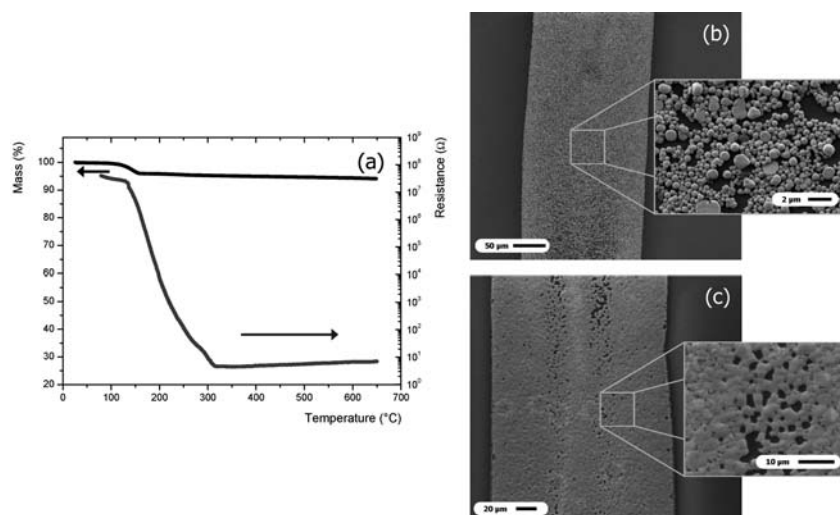 (a)
Mass (%)
100
90
80
70
60
50
40
30
20
0
100
200
300
400
500
600
700
Temperature (°C)
Resistance (Ω)
10⁹
10⁸
10⁷
10⁶
10⁵
10⁴
10³
10²
10¹
10⁰
(b)
50 µm
2 µm
(c)
20 µm
10 µm